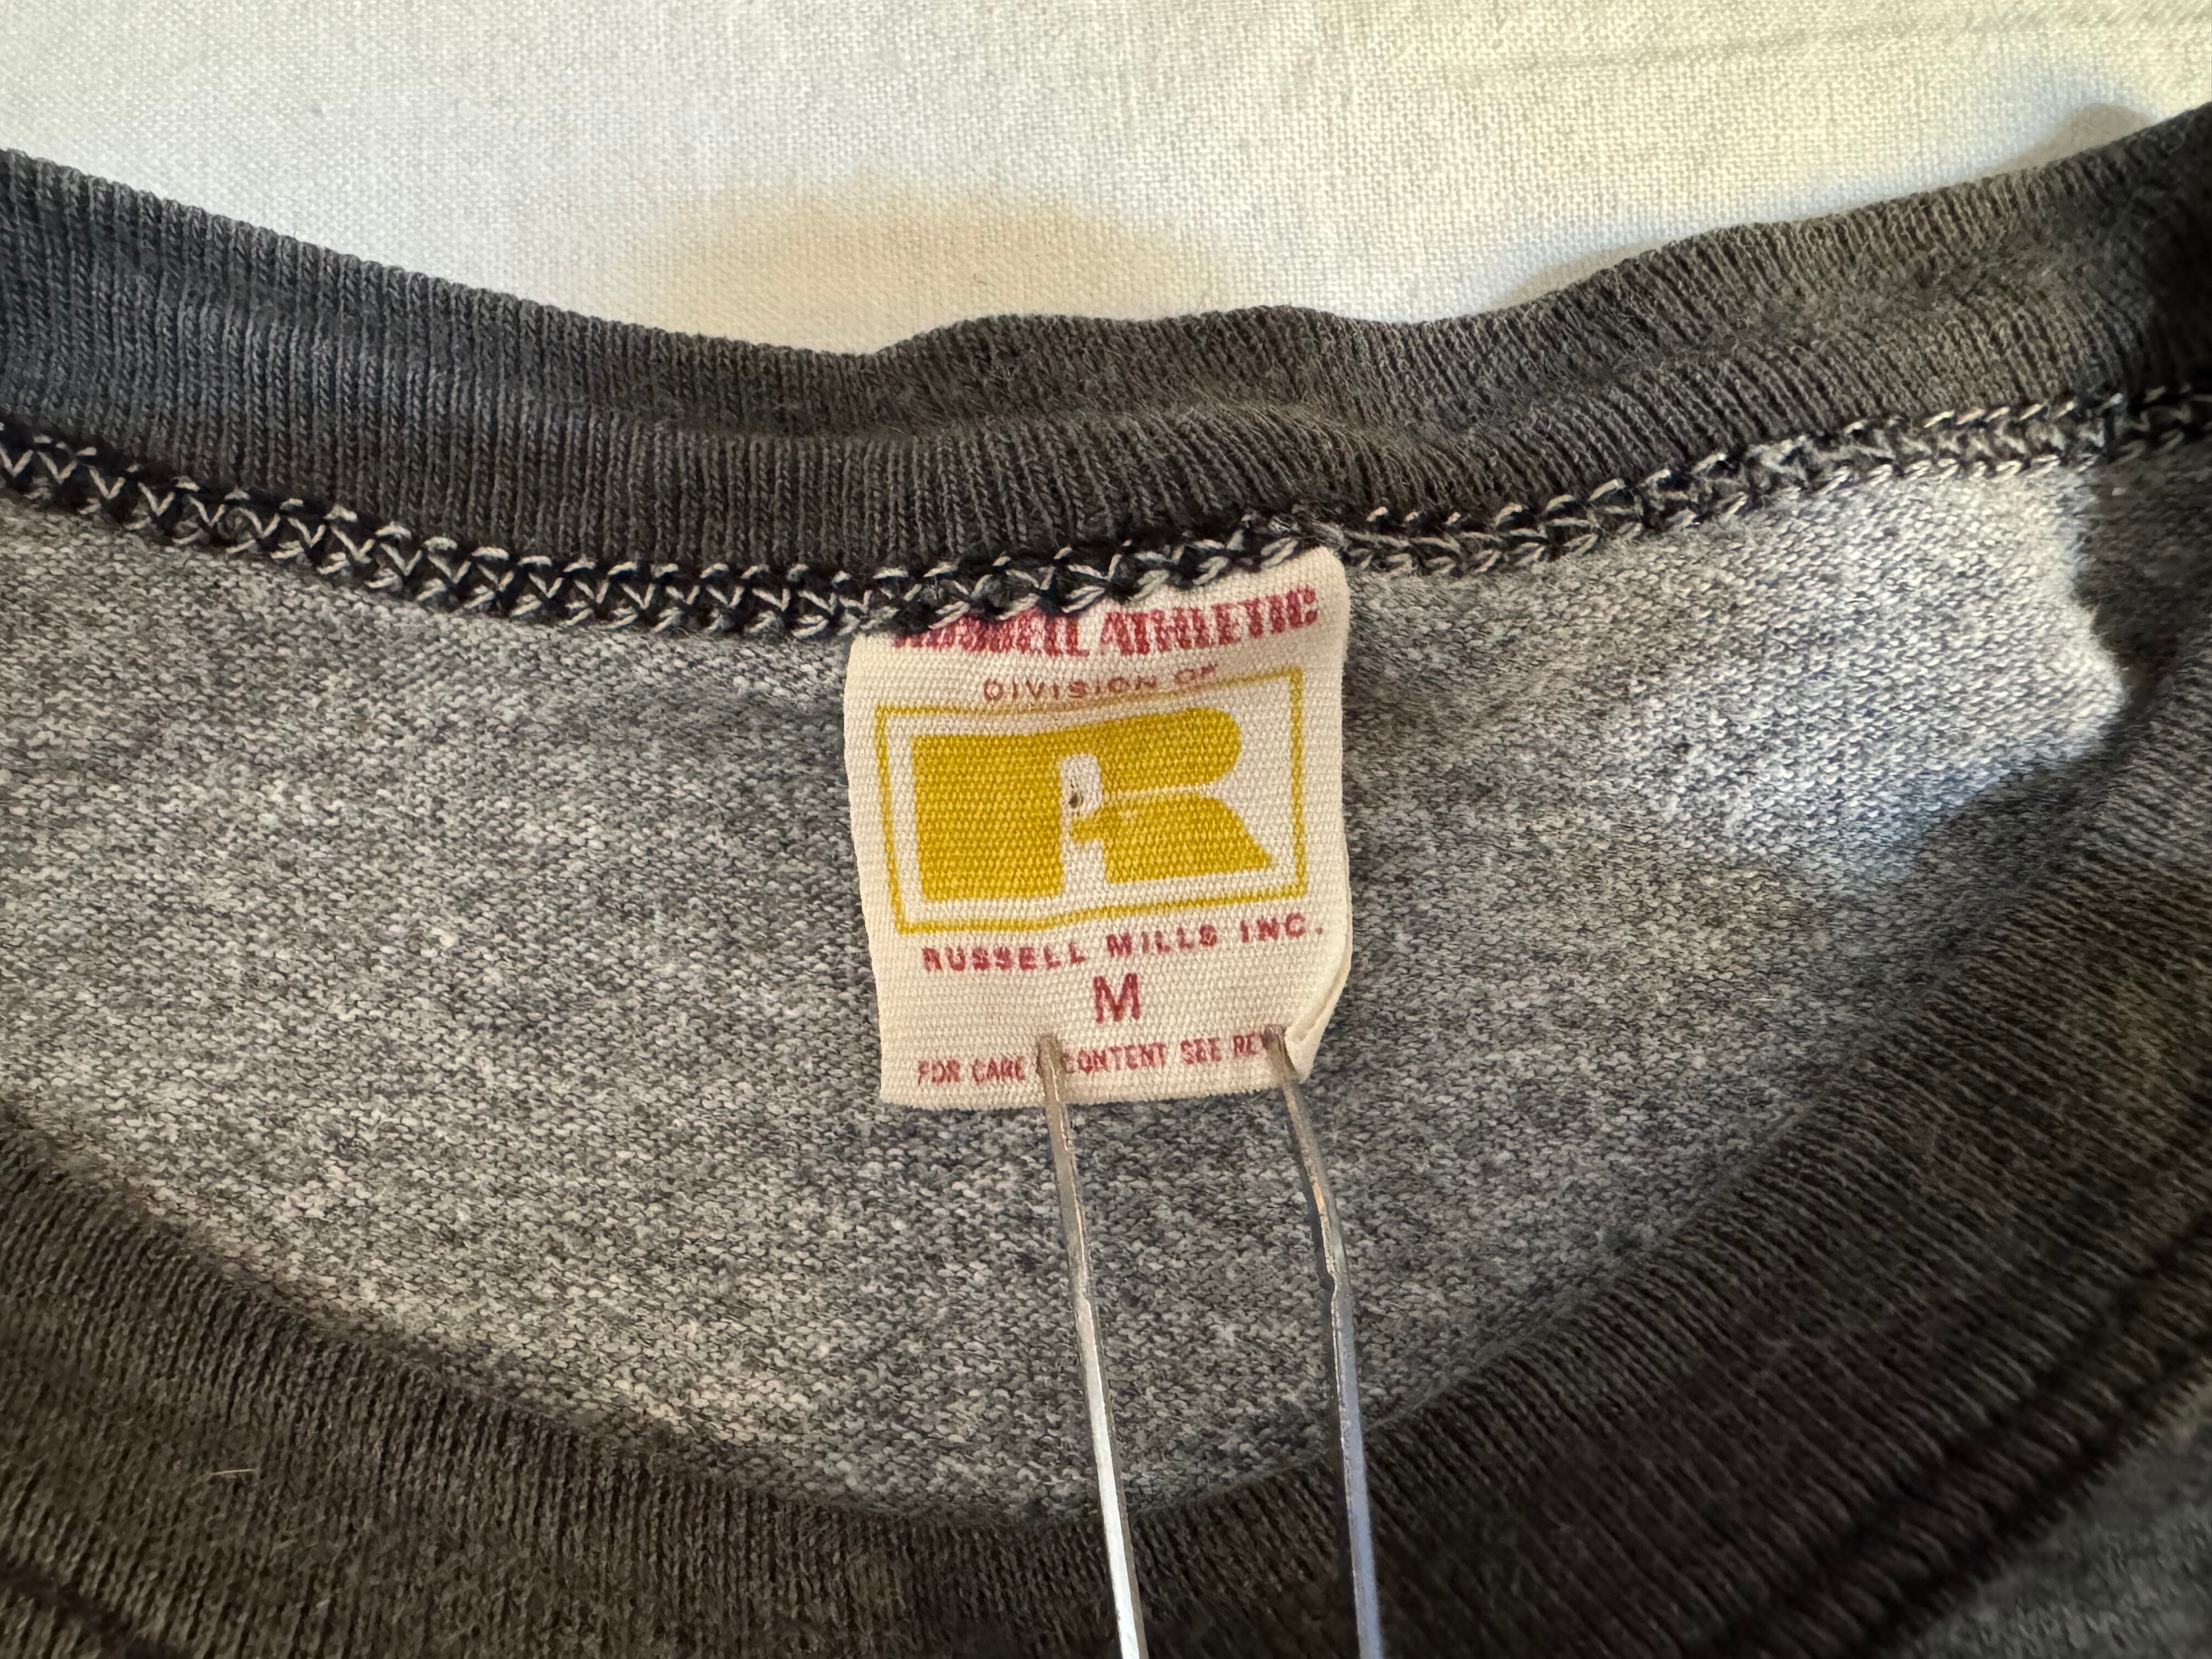 RUSSELL ATHLETIC
DIVISION OF
R
RUSSELL MILLS INC.
M
FOR CARE CONTENT SEE REV